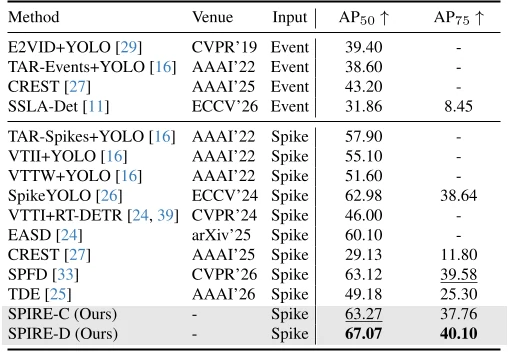 Method Venue Input AP50 ↑ AP75 ↑
E2VID+YOLO [29] CVPR'19 Event 39.40 -
TAR-Events+YOLO [16] AAAI'22 Event 38.60 -
CREST [27] AAAI'25 Event 43.20 -
SSLA-Det [11] ECCV'26 Event 31.86 8.45
TAR-Spikes+YOLO [16] AAAI'22 Spike 57.90 -
VTII+YOLO [16] AAAI'22 Spike 55.10 -
VTTW+YOLO [16] AAAI'22 Spike 51.60 -
SpikeYOLO [26] ECCV'24 Spike 62.98 38.64
VTTI+RT-DETR [24, 39] CVPR'24 Spike 46.00 -
EASD [24] arXiv'25 Spike 60.10 -
CREST [27] AAAI'25 Spike 29.13 11.80
SPFD [33] CVPR'26 Spike 63.12 39.58
TDE [25] AAAI'26 Spike 49.18 25.30
SPIRE-C (Ours) - Spike 63.27 37.76
SPIRE-D (Ours) - Spike 67.07 40.10